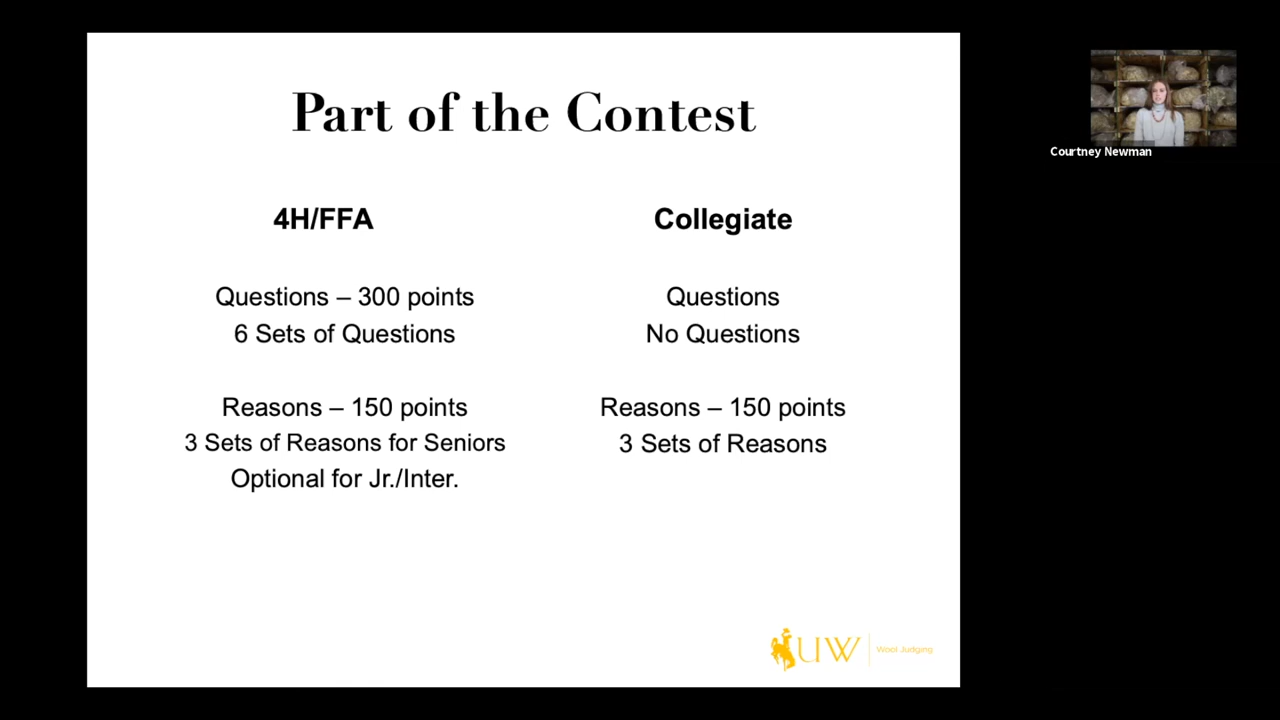 Part of the Contest
4H/FFA
Questions – 300 points
6 Sets of Questions
Reasons – 150 points
3 Sets of Reasons for Seniors
Optional for Jr./Inter.
Collegiate
Questions
No Questions
Reasons – 150 points
3 Sets of Reasons
UW Wool Judging
Courtney Newman